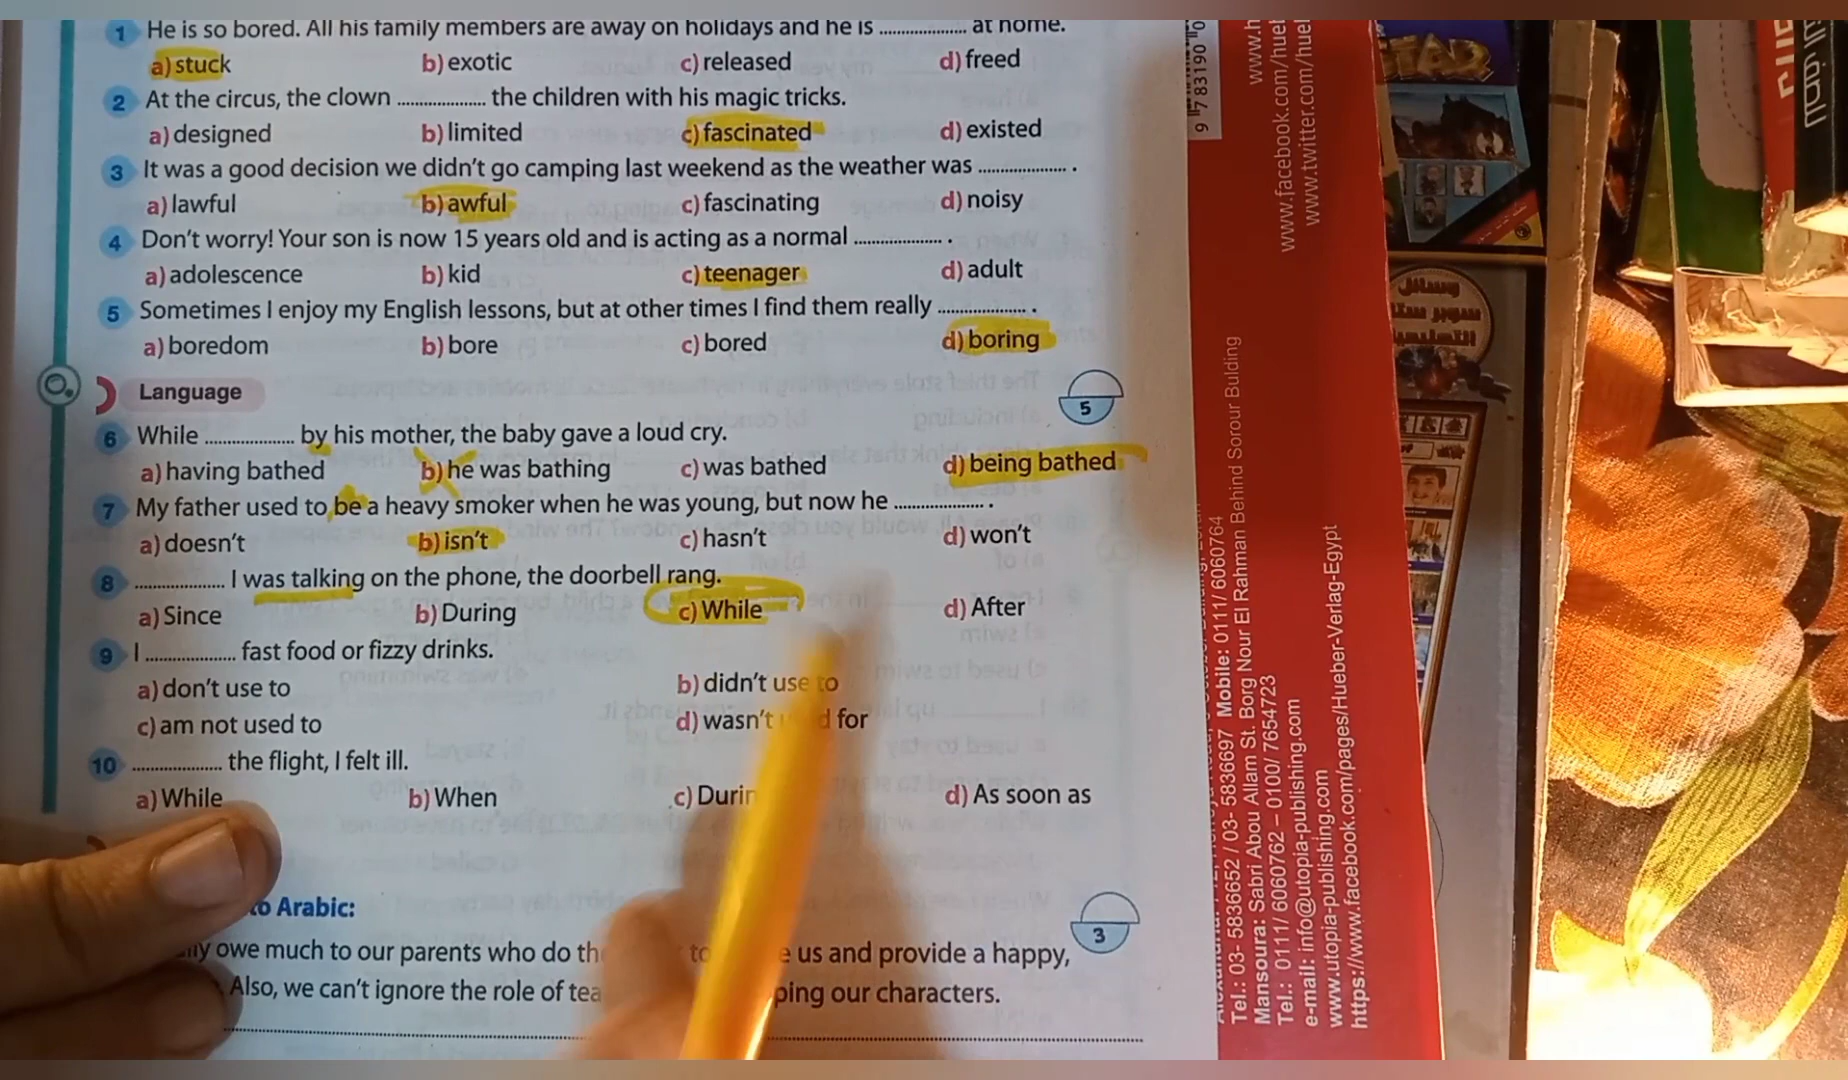 1 He is so bored. All his family members are away on holidays and he is .................... at home.
a) stuck b) exotic c) released d) freed
2 At the circus, the clown .................... the children with his magic tricks.
a) designed b) limited c) fascinated d) existed
3 It was a good decision we didn't go camping last weekend as the weather was .................... .
a) lawful b) awful c) fascinating d) noisy
4 Don't worry! Your son is now 15 years old and is acting as a normal .................... .
a) adolescence b) kid c) teenager d) adult
5 Sometimes I enjoy my English lessons, but at other times I find them really .................... .
a) boredom b) bore c) bored d) boring
Language
5
6 While .................... by his mother, the baby gave a loud cry.
a) having bathed b) he was bathing c) was bathed d) being bathed
7 My father used to be a heavy smoker when he was young, but now he .................... .
a) doesn't b) isn't c) hasn't d) won't
8 .................... I was talking on the phone, the doorbell rang.
a) Since b) During c) While d) After
9 I .................... fast food or fizzy drinks.
a) don't use to b) didn't use to
c) am not used to d) wasn't for
10 .................... the flight, I felt ill.
a) While b) When c) d) As soon as
to Arabic:
3
owe much to our parents who do us and provide a happy,
Also, we can't ignore the role of our characters.
9 783190
www.facebook.com/huel
www.twitter.com/huel
Tel.: 03- 5836652 / 03- 5836697 Mobile: 0111/ 6060764
Mansoura: Sabri Abou Allam St. Borg Nour El Rahman Behind Sorour Bulding
Tel.: 0111/ 6060762 – 0100/ 7654723
e-mail: info@utopia-publishing.com
www.utopia-publishing.com
https://www.facebook.com/pages/Hueber-Verlag-Egypt